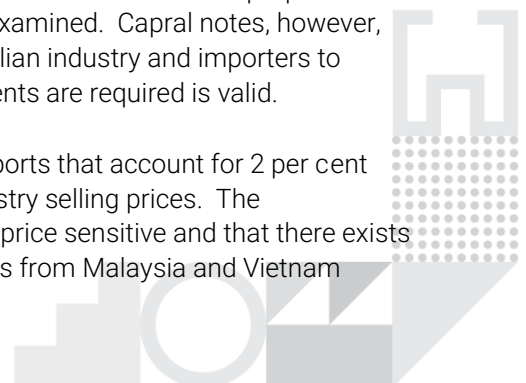 xamined. Capral notes, however,
lian industry and importers to
ents are required is valid.
ports that account for 2 per cent
stry selling prices. The
price sensitive and that there exists
s from Malaysia and Vietnam